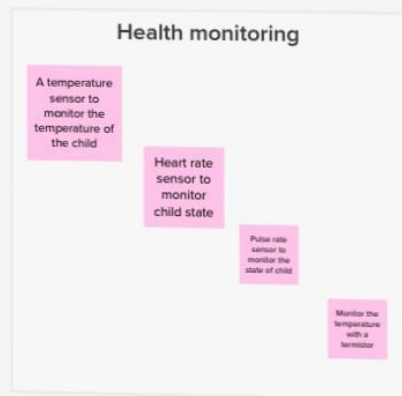 Health monitoring
A temperature
sensor to
monitor the
temperature of
the child
Heart rate
sensor to
monitor
child state
Pulse rate
sensor to
monitor the
state of child
Monitor the
temperature
with a
termistor